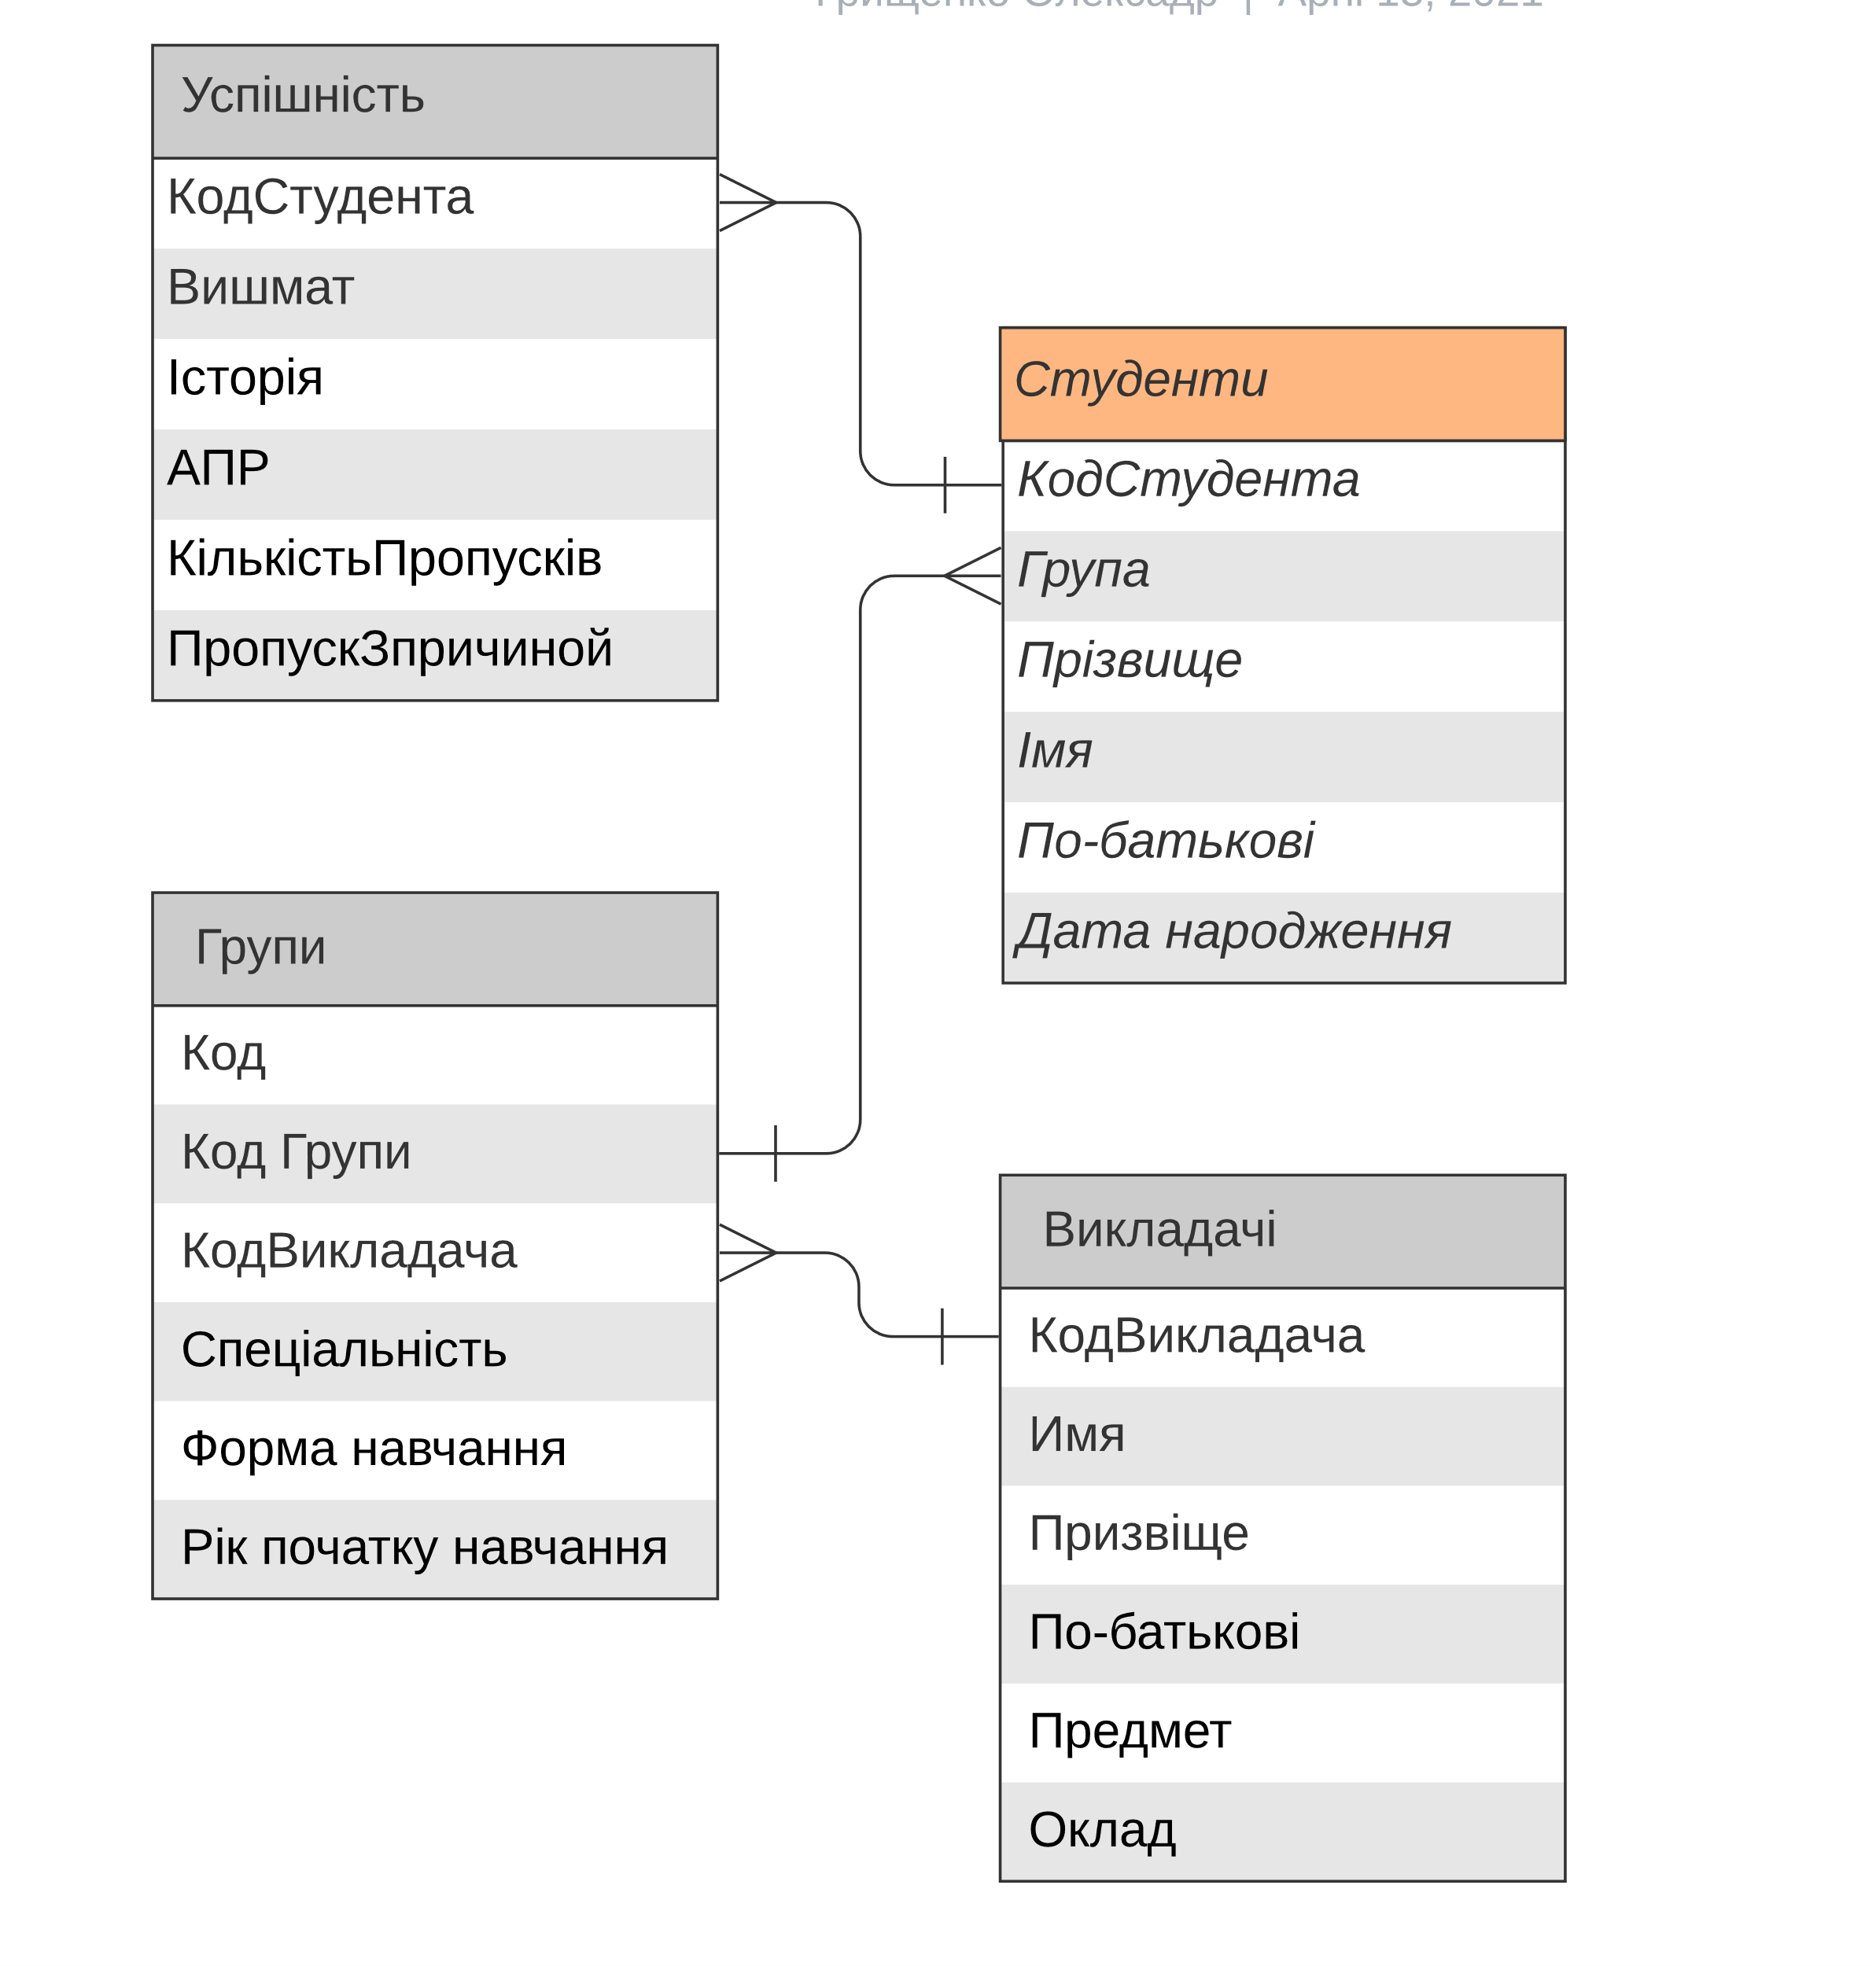 Успішність
КодСтудента
Вишмат
Історія
АПР
КількістьПропусків
ПропускЗпричиной
Студенти
КодСтудента
Група
Прізвище
Імя
По-батькові
Дата народження
Групи
Код
Код Групи
КодВикладача
Спеціальність
Форма навчання
Рік початку навчання
Викладачі
КодВикладача
Имя
Призвіще
По-батькові
Предмет
Оклад